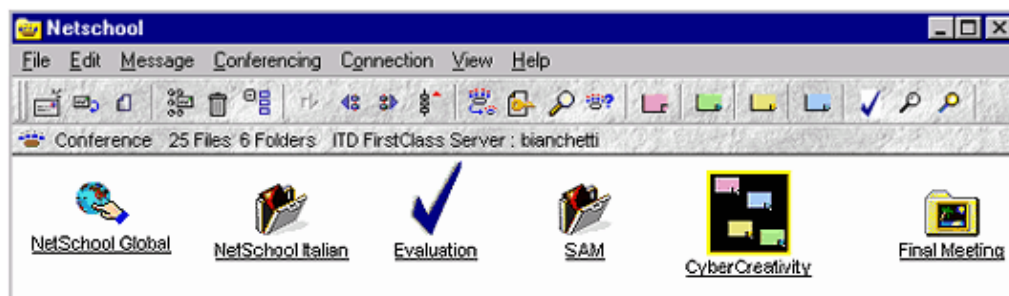 Netschool
File Edit Message Conferencing Connection View Help
Conference 25 Files 6 Folders ITD FirstClass Server : bianchetti
NetSchool Global NetSchool Italian Evaluation SAM CyberCreativity Final Meeting